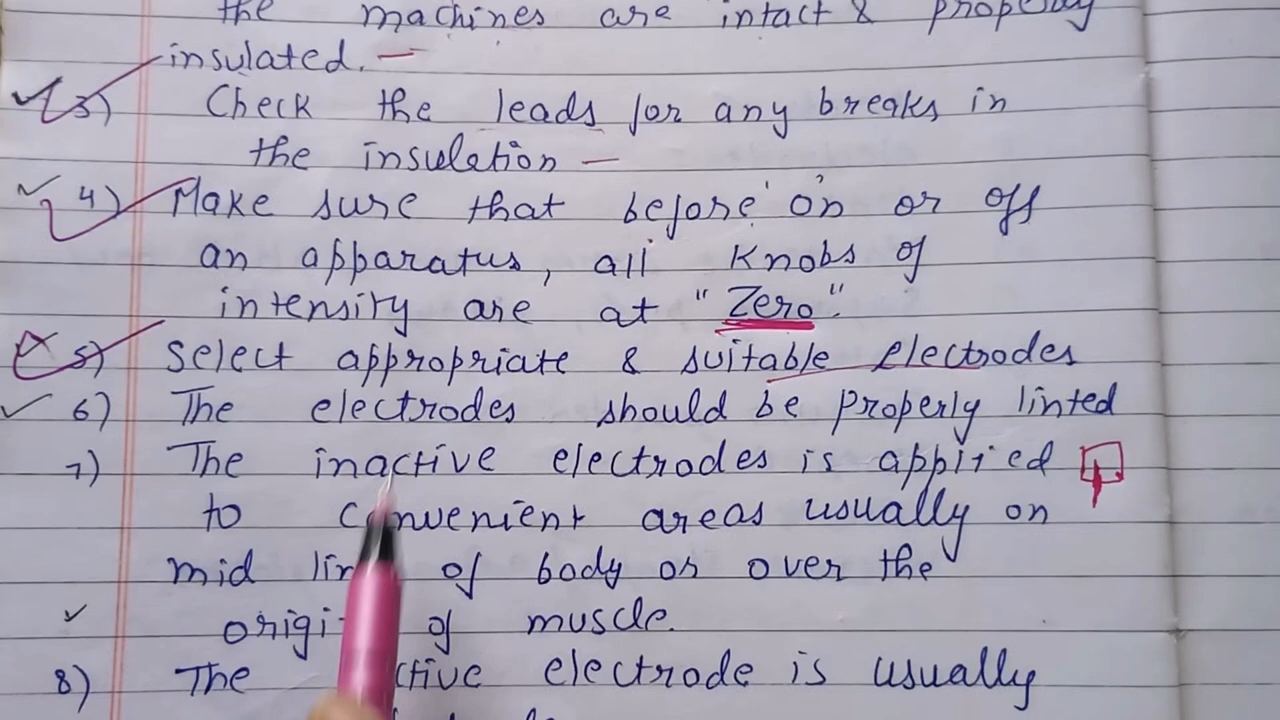 the machines are intact & properly
insulated. —
3) Check the leads for any breaks in
the insulation —
4) Make sure that before on or off
an apparatus, all knobs of
intensity are at "Zero".
5) Select appropriate & suitable electrodes
6) The electrodes should be properly linted
7) The inactive electrodes is applied
to convenient areas usually on
mid of body or over the
of muscle.
8) The electrode is usually